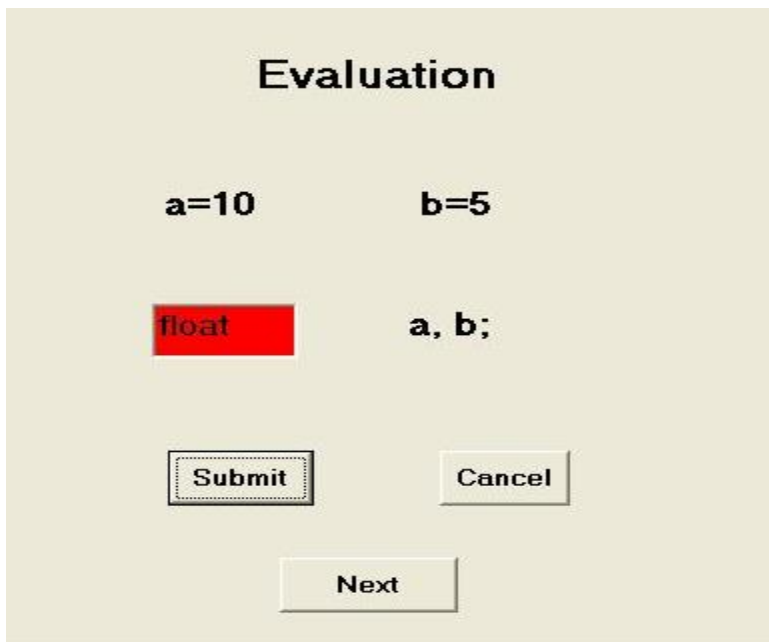 Evaluation
a=10 b=5
float a, b;
Submit Cancel
Next